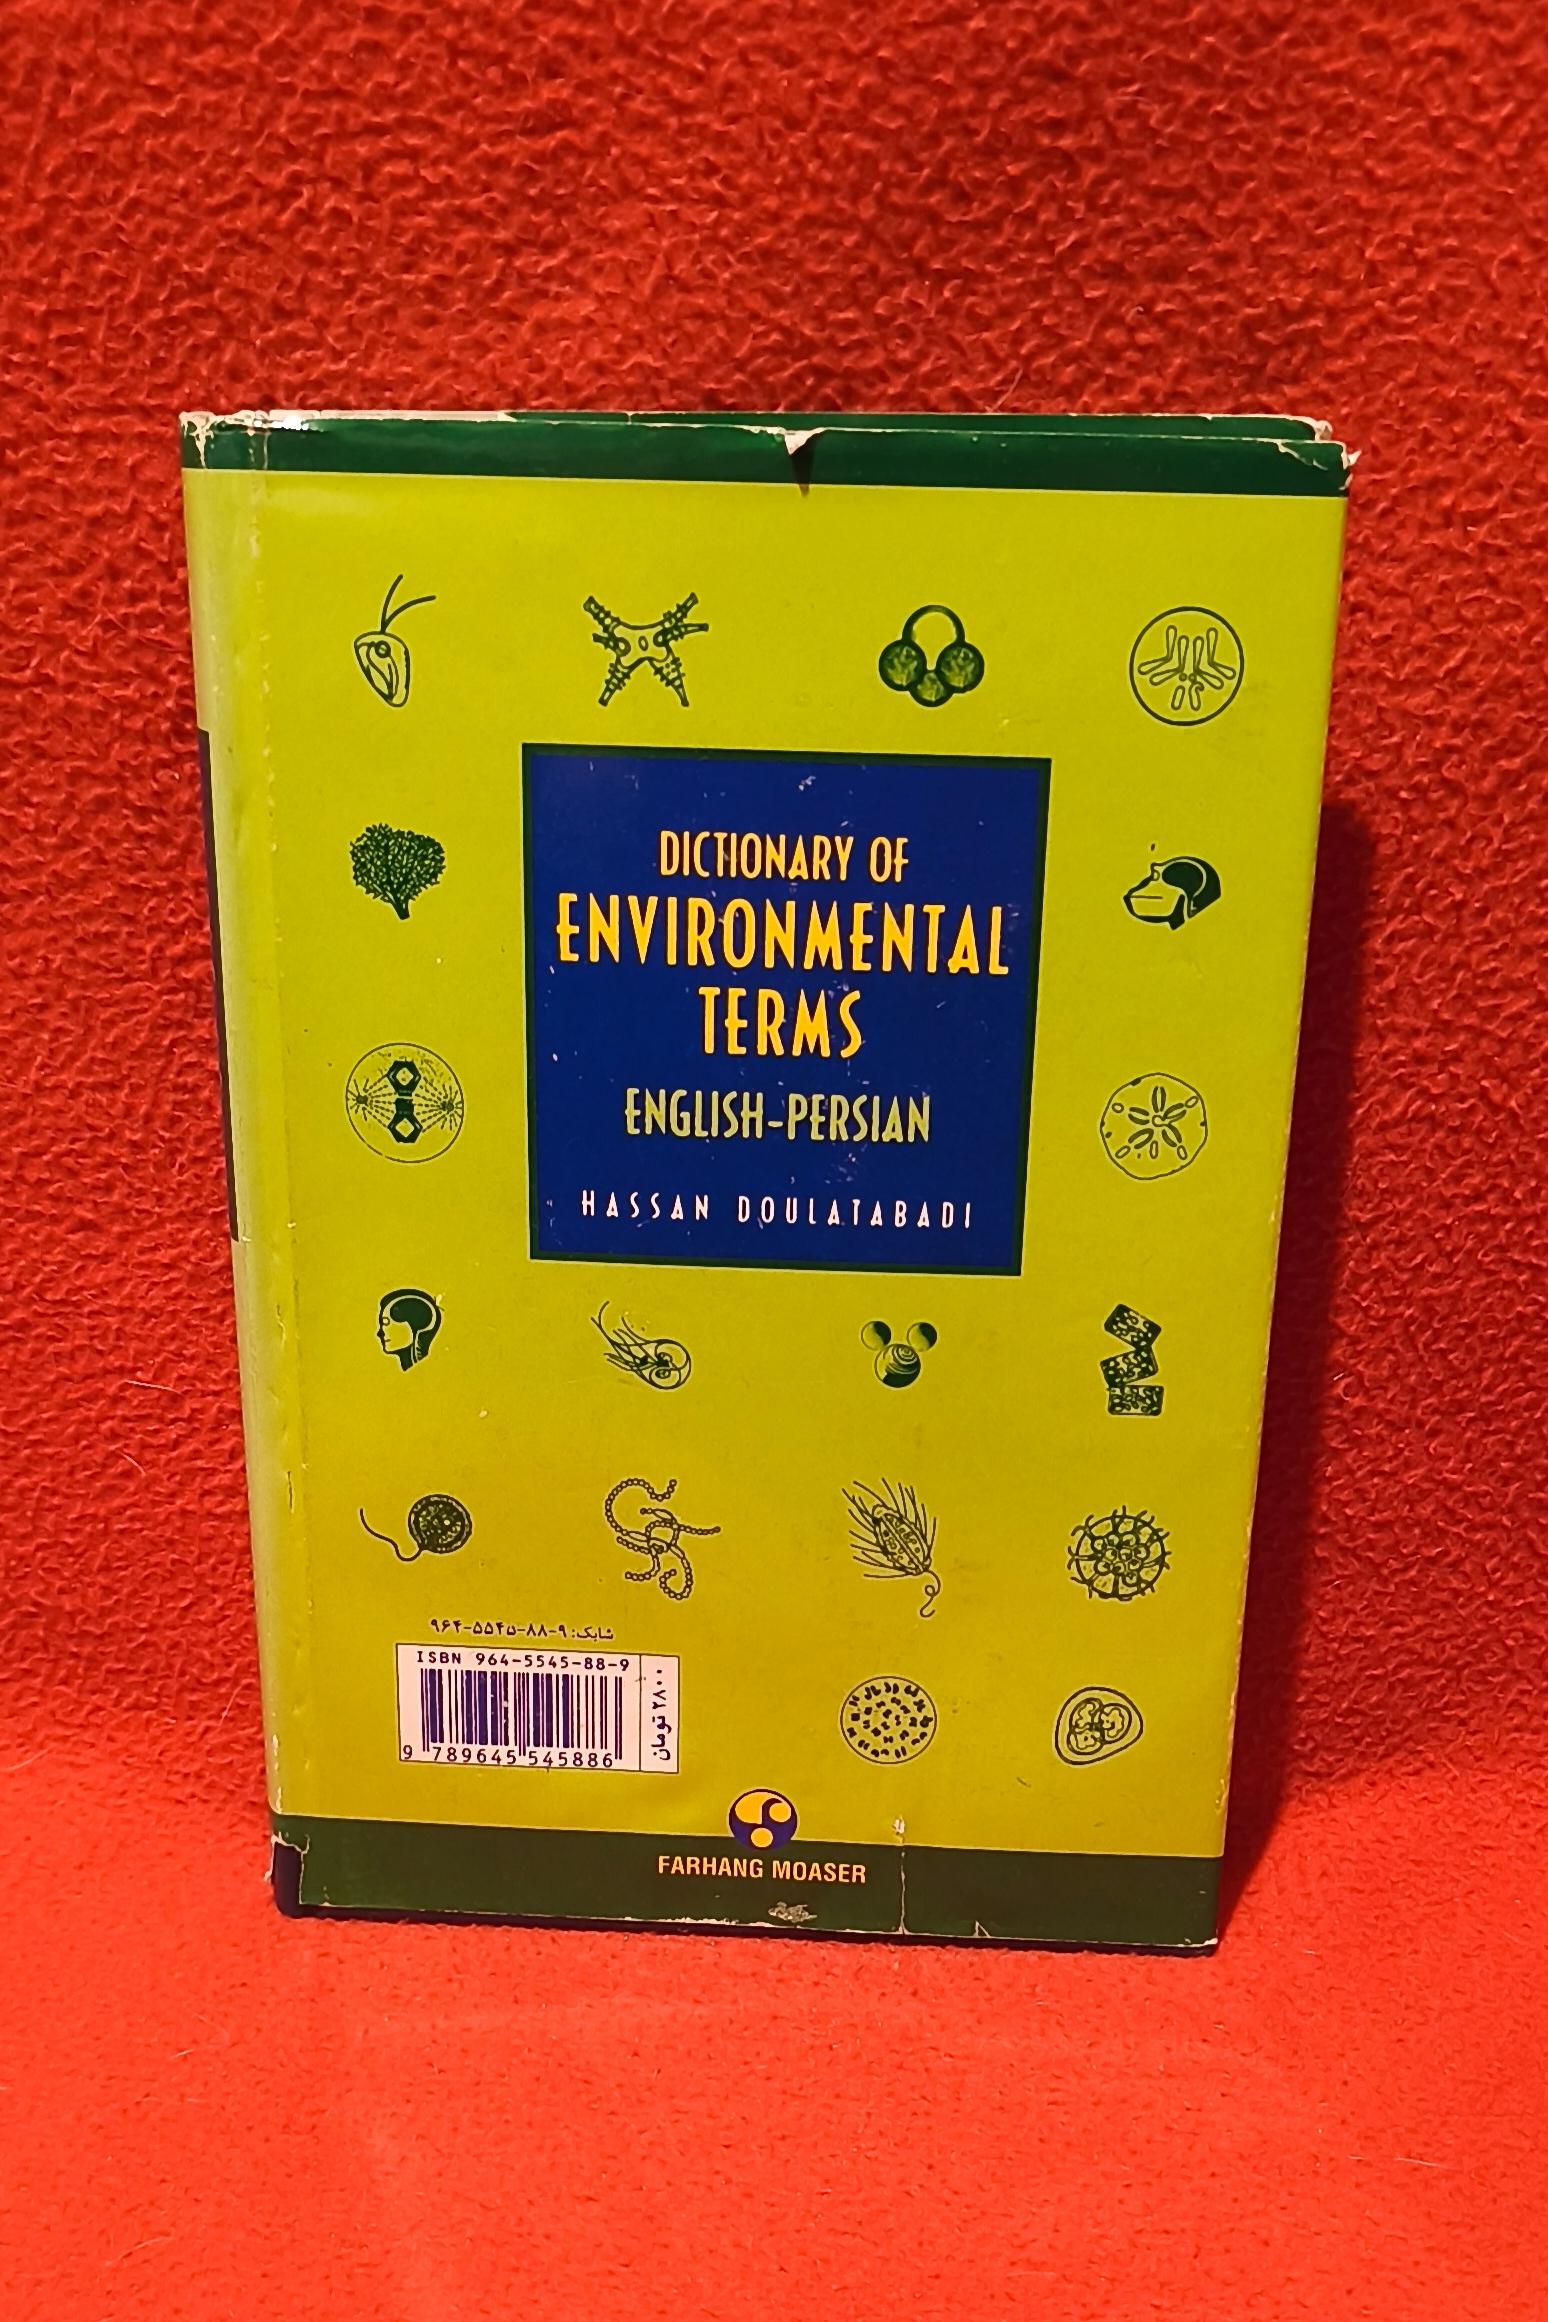 DICTIONARY OF
ENVIRONMENTAL
TERMS
ENGLISH-PERSIAN
HASSAN DOULATABADI
شابک: ۹-۸۸-۵۵۴۵-۹۶۴
ISBN 964-5545-88-9
۲۸۰۰ تومان
9 789645 545886
FARHANG MOASER